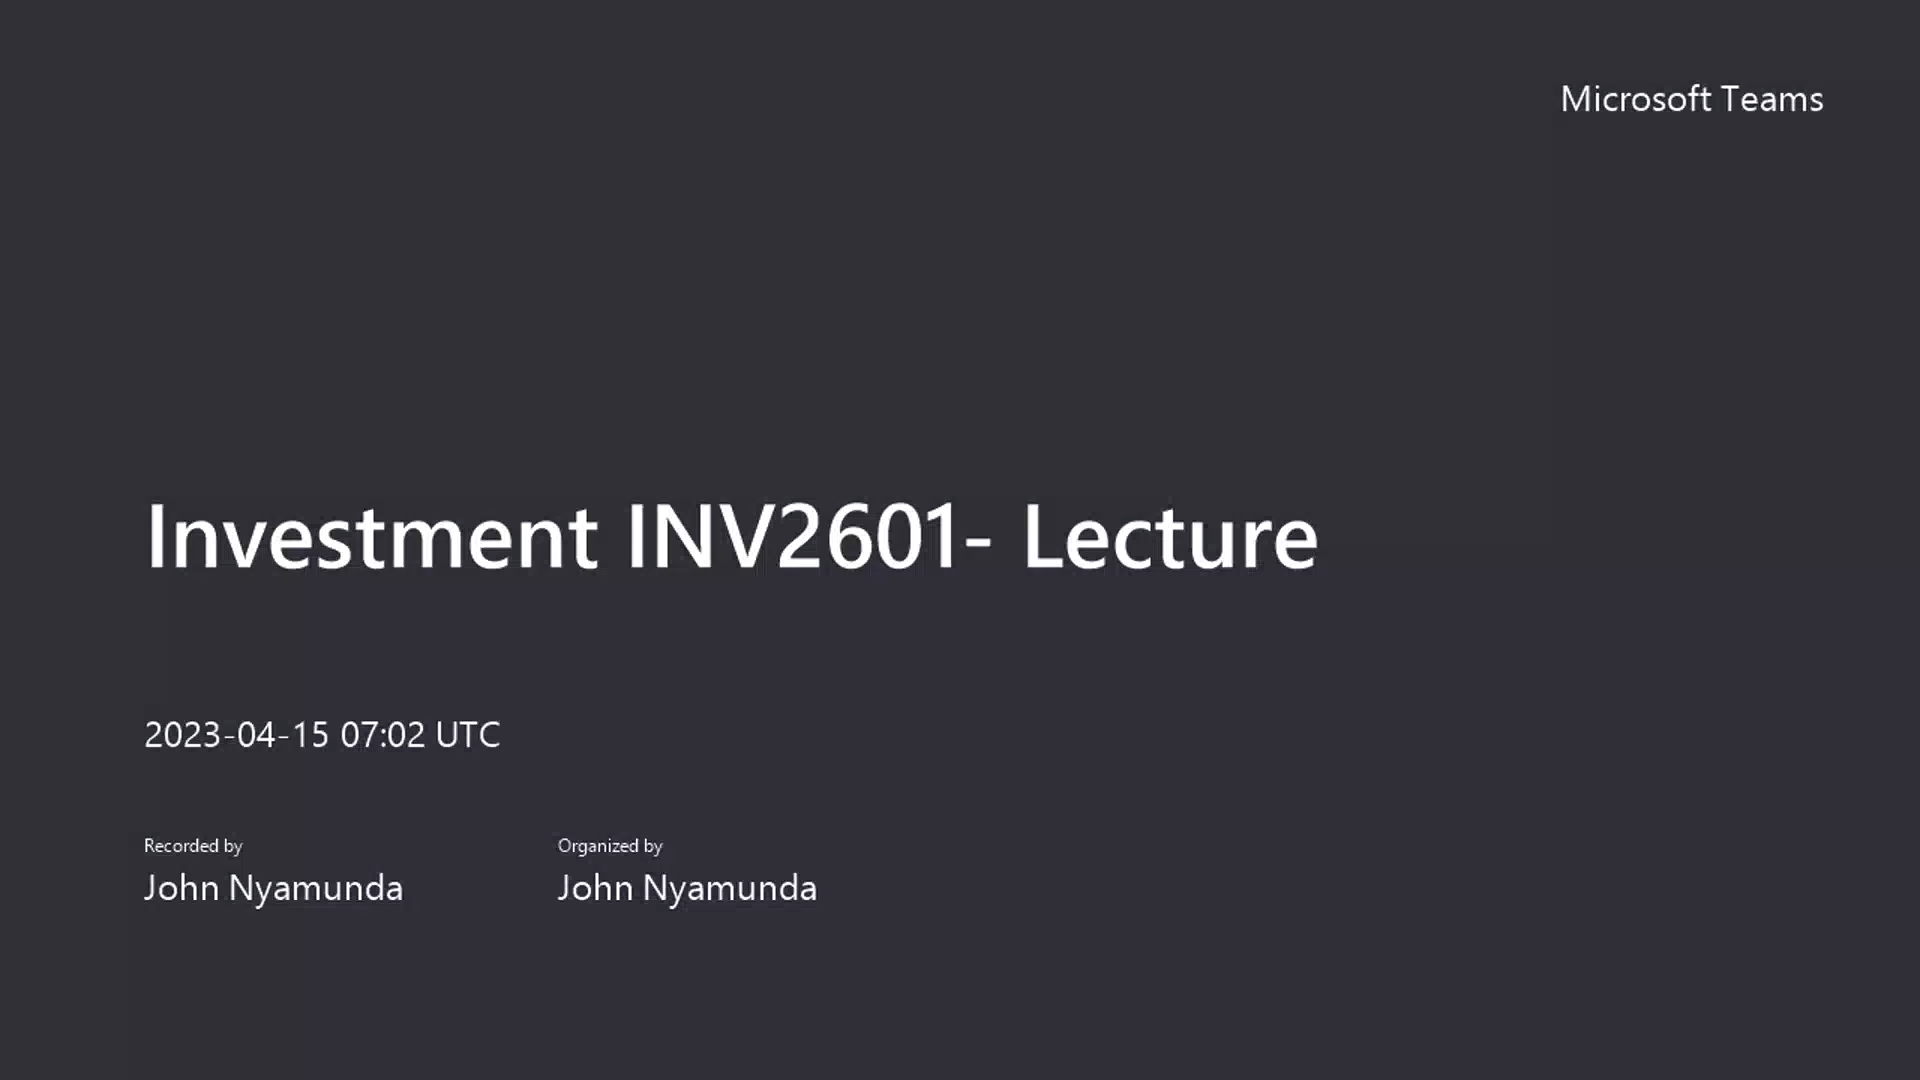 Microsoft Teams
Investment INV2601- Lecture
2023-04-15 07:02 UTC
Recorded by
John Nyamunda
Organized by
John Nyamunda